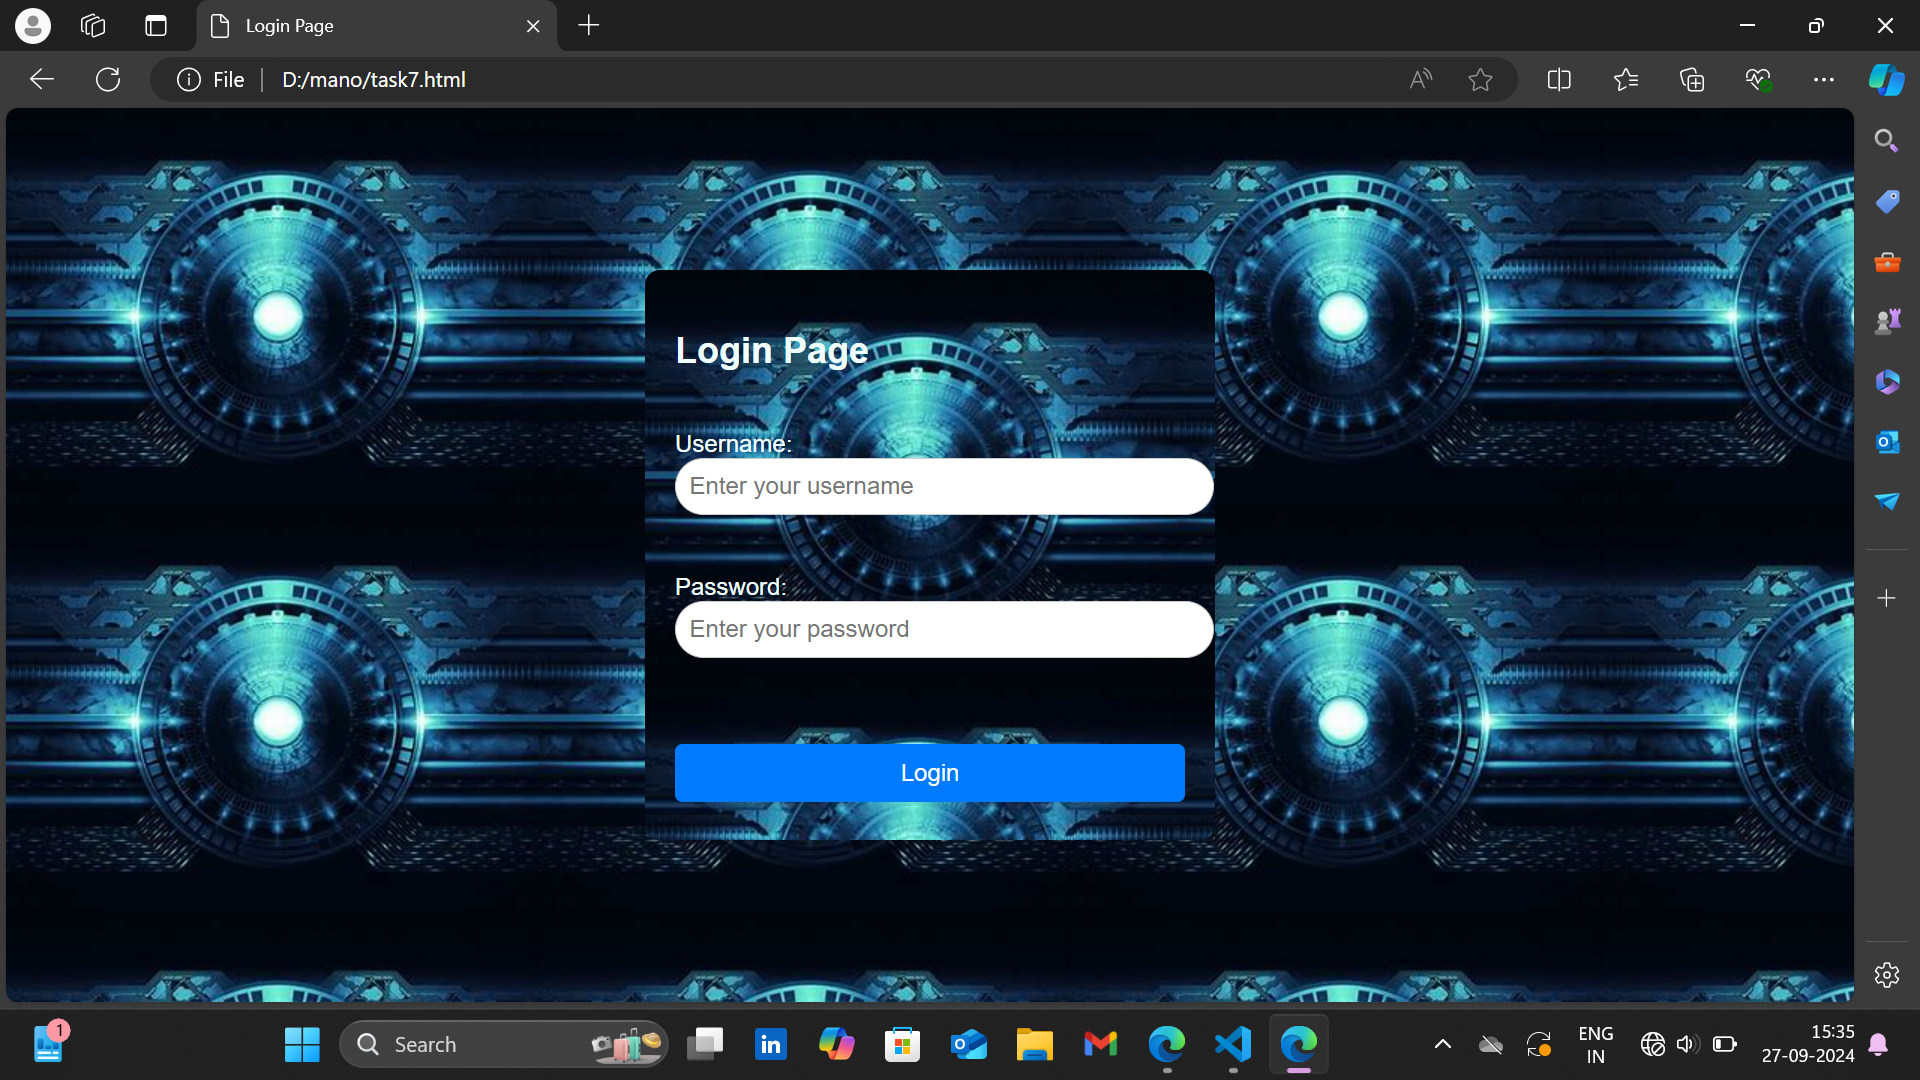 Login Page
File
D:/mano/task7.html
Login Page
Username:
Enter your username
Password:
Enter your password
Login
1
Search
in
ENG
IN
15:35
27-09-2024